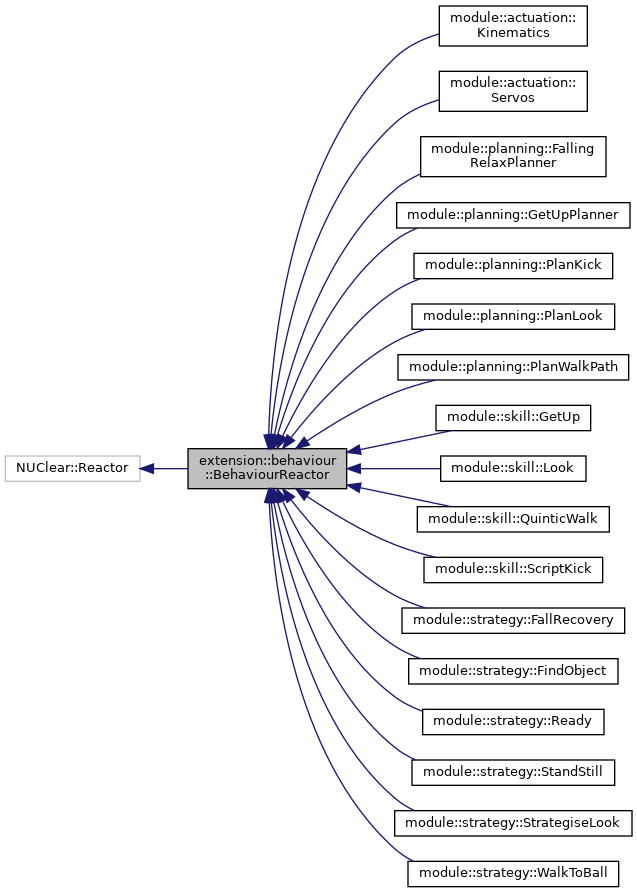 module::actuation::
Kinematics
module::actuation::
Servos
module::planning::Falling
RelaxPlanner
module::planning::GetUpPlanner
module::planning::PlanKick
module::planning::PlanLook
module::planning::PlanWalkPath
module::skill::GetUp
NUClear::Reactor
extension::behaviour
::BehaviourReactor
module::skill::Look
module::skill::QuinticWalk
module::skill::ScriptKick
module::strategy::FallRecovery
module::strategy::FindObject
module::strategy::Ready
module::strategy::StandStill
module::strategy::StrategiseLook
module::strategy::WalkToBall